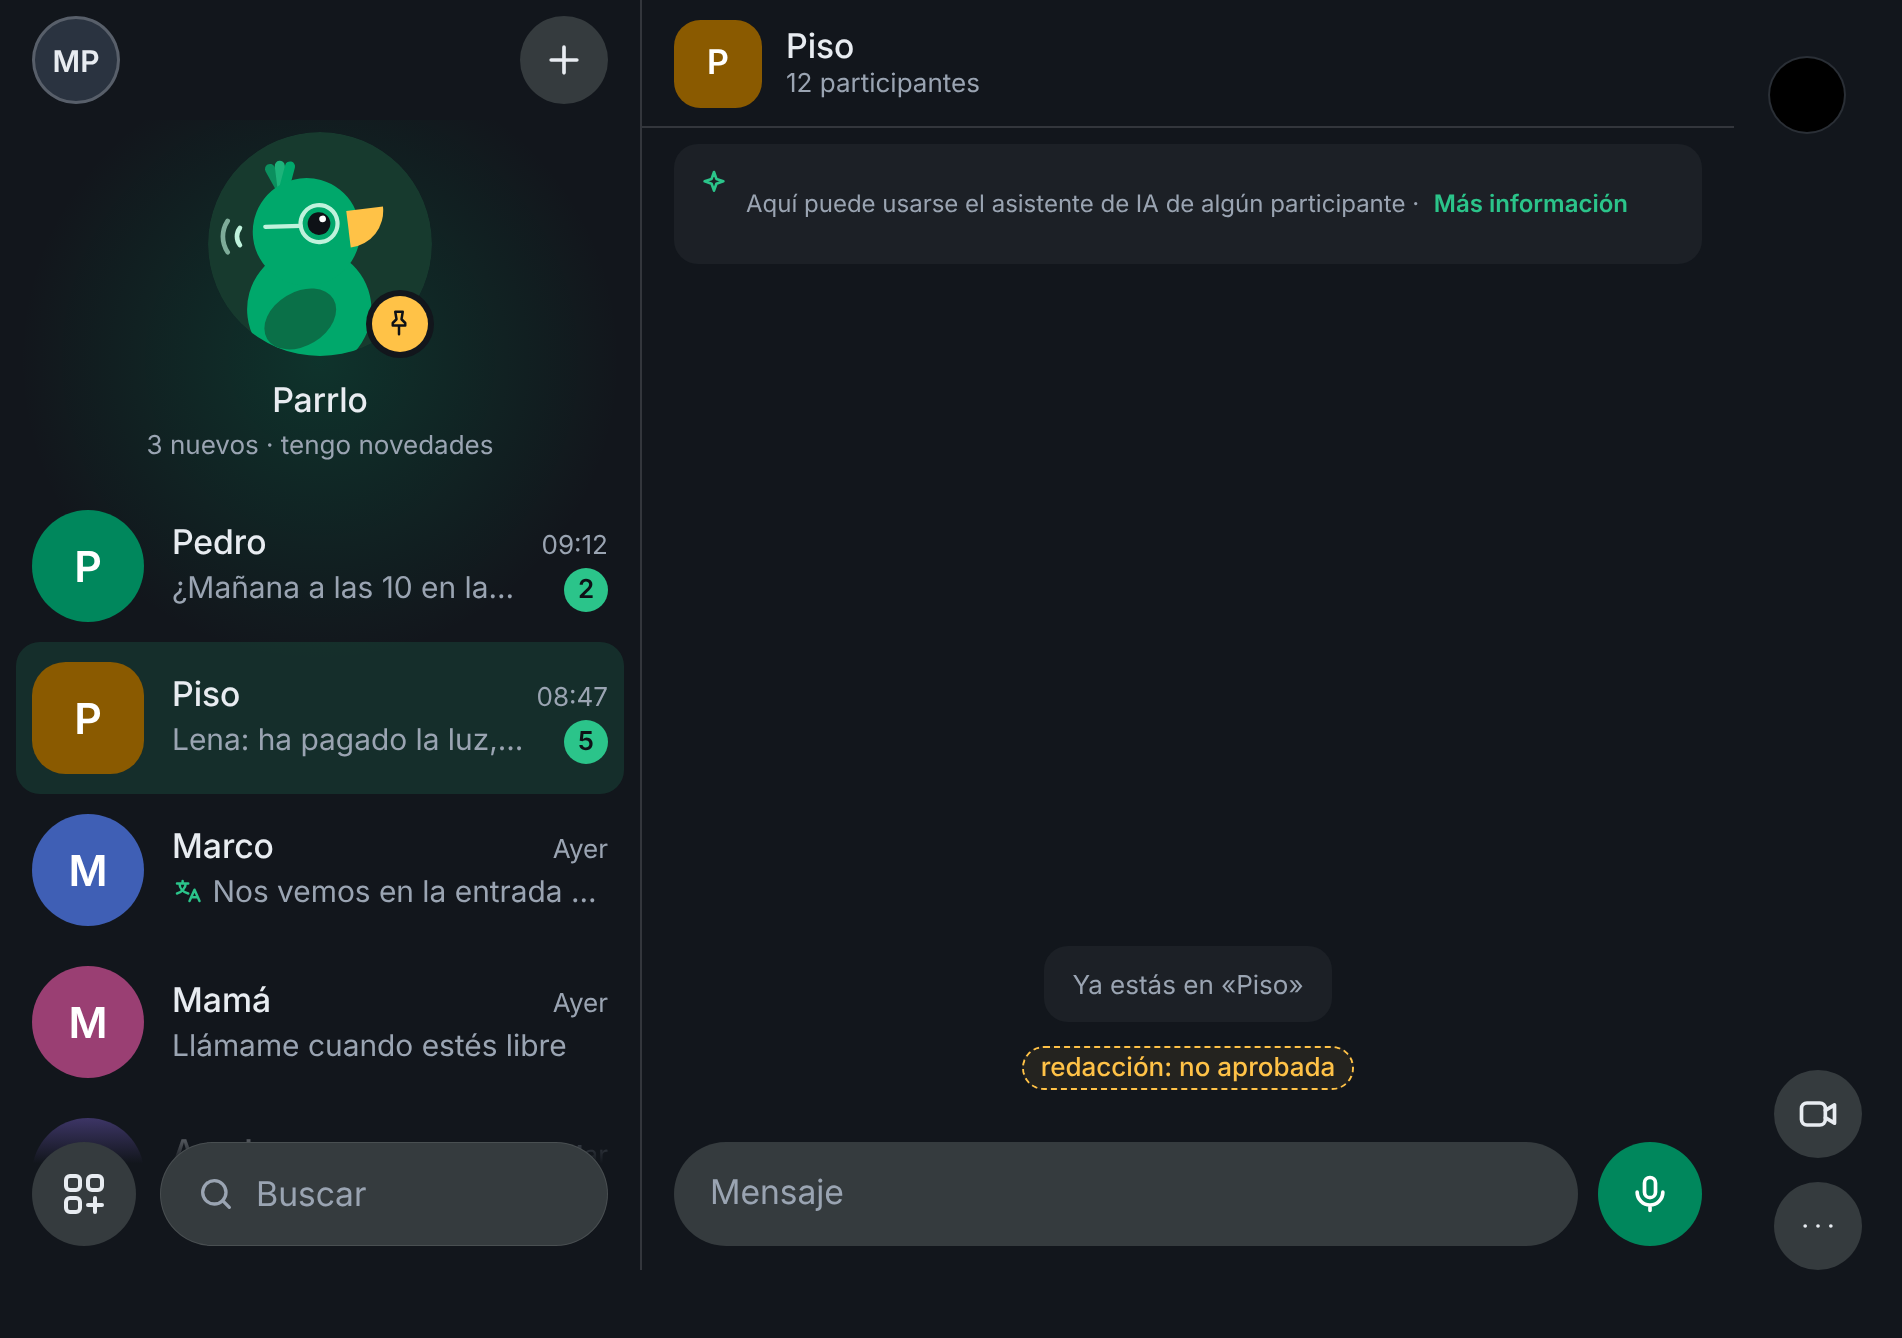 MP
Parrlo
3 nuevos · tengo novedades
P
Pedro
09:12
¿Mañana a las 10 en la...
2
P
Piso
08:47
Lena: ha pagado la luz,...
5
M
Marco
Ayer
Nos vemos en la entrada ...
M
Mamá
Ayer
Llámame cuando estés libre
Buscar
P
Piso
12 participantes
Aquí puede usarse el asistente de IA de algún participante · Más información
Ya estás en «Piso»
redacción: no aprobada
Mensaje